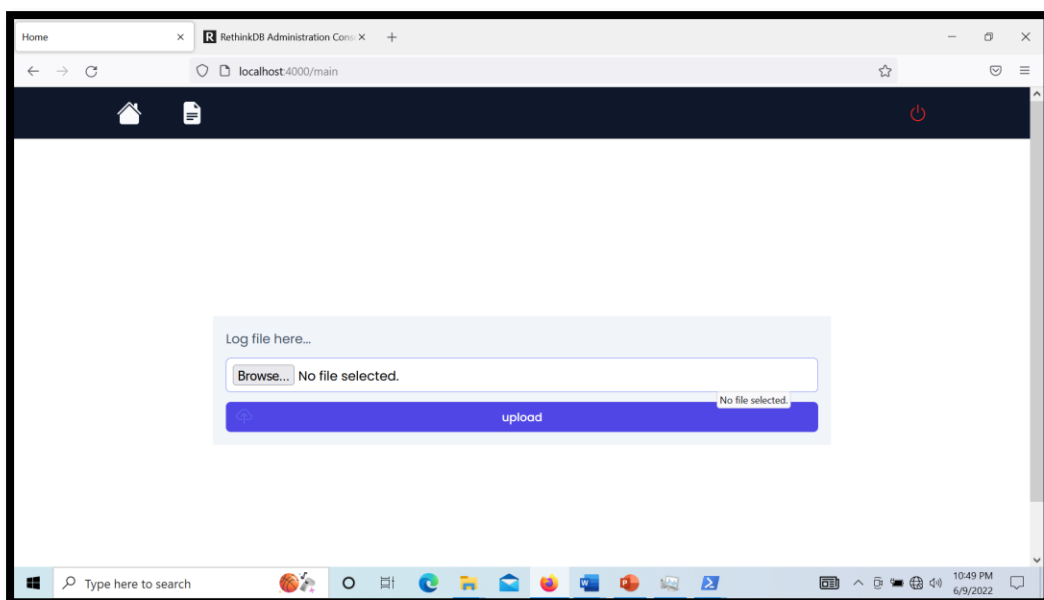 Home
RethinkDB Administration Cons
localhost:4000/main
Log file here...
Browse... No file selected.
No file selected.
upload
Type here to search
10:49 PM
6/9/2022